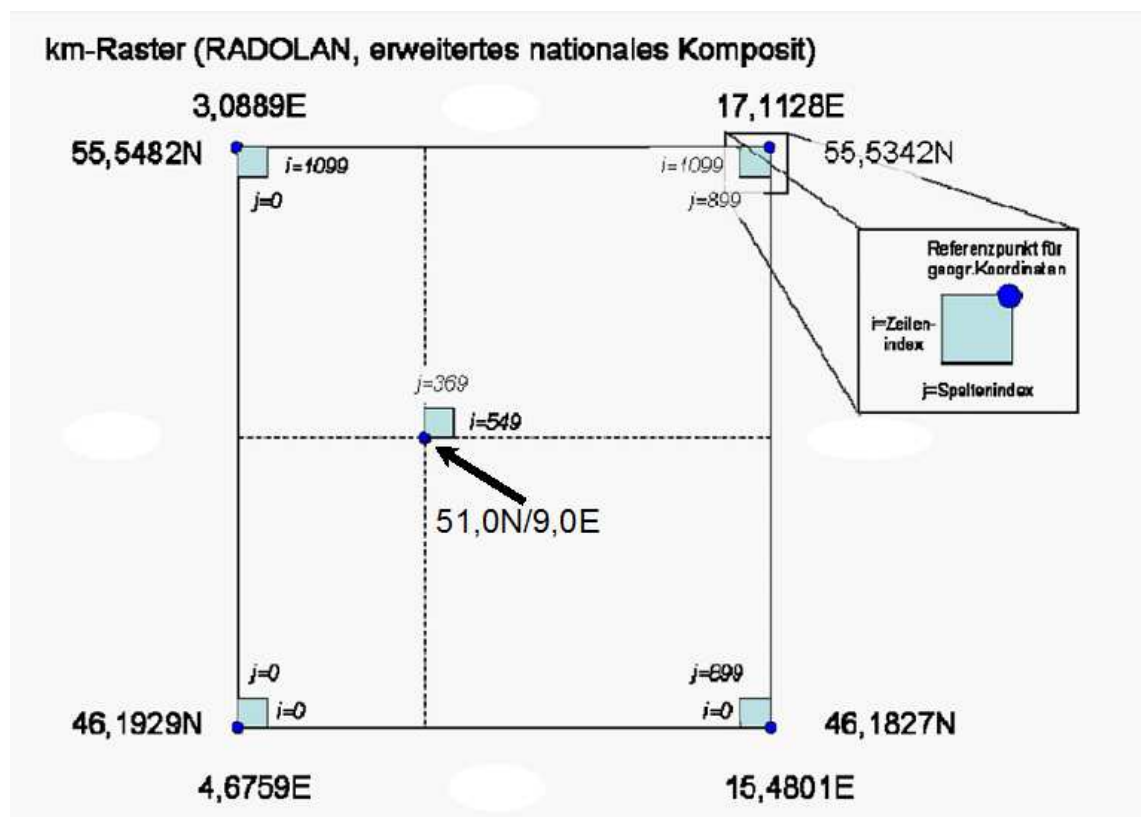 km-Raster (RADOLAN, erweitertes nationales Komposit)
3,0889E
17,1128E
55,5482N
i=1099
i=1099
55,5342N
j=0
j=899
Referenzpunkt für
geogr.Koordinaten
i=Zeilen-
index
j=Spaltenindex
j=369
i=549
51,0N/9,0E
j=0
j=899
i=0
i=0
46,1929N
46,1827N
4,6759E
15,4801E